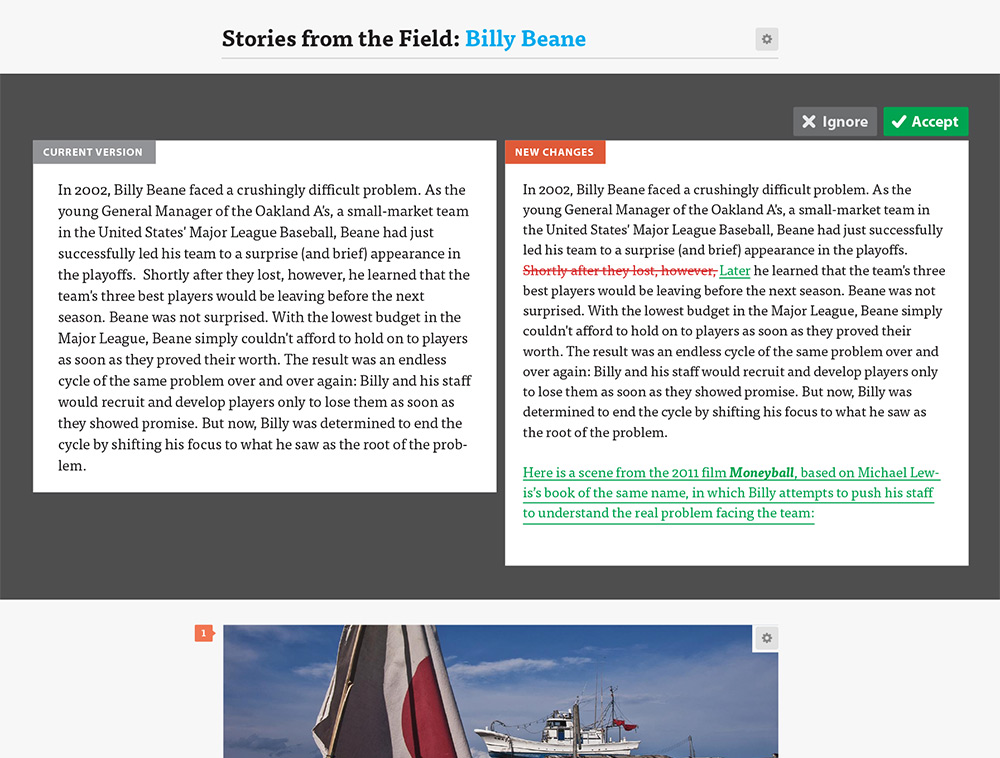 Stories from the Field: Billy Beane
Ignore
Accept
CURRENT VERSION
In 2002, Billy Beane faced a crushingly difficult problem. As the
young General Manager of the Oakland A's, a small-market team
in the United States' Major League Baseball, Beane had just
successfully led his team to a surprise (and brief) appearance in
the playoffs.  Shortly after they lost, however, he learned that the
team's three best players would be leaving before the next
season. Beane was not surprised. With the lowest budget in the
Major League, Beane simply couldn't afford to hold on to players
as soon as they proved their worth. The result was an endless
cycle of the same problem over and over again: Billy and his staff
would recruit and develop players only to lose them as soon as
they showed promise. But now, Billy was determined to end the
cycle by shifting his focus to what he saw as the root of the prob-
lem.
NEW CHANGES
In 2002, Billy Beane faced a crushingly difficult problem. As the
young General Manager of the Oakland A's, a small-market team in
the United States' Major League Baseball, Beane had just successfully
led his team to a surprise (and brief) appearance in the playoffs.
Shortly after they lost, however, Later he learned that the team's three
best players would be leaving before the next season. Beane was not
surprised. With the lowest budget in the Major League, Beane simply
couldn't afford to hold on to players as soon as they proved their
worth. The result was an endless cycle of the same problem over and
over again: Billy and his staff would recruit and develop players only
to lose them as soon as they showed promise. But now, Billy was
determined to end the cycle by shifting his focus to what he saw as
the root of the problem.
Here is a scene from the 2011 film Moneyball, based on Michael Lew-
is's book of the same name, in which Billy attempts to push his staff
to understand the real problem facing the team:
1